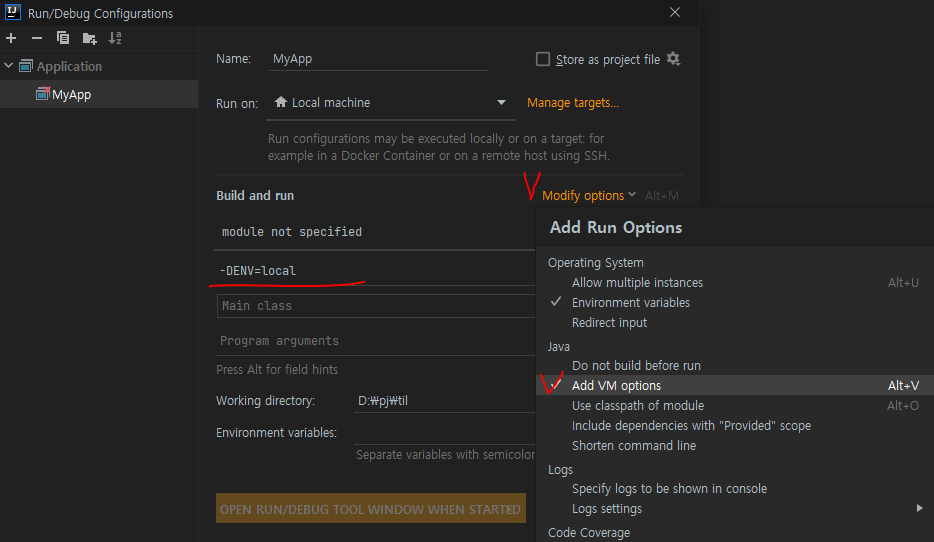 Run/Debug Configurations
Application
MyApp
Name: MyApp
Store as project file
Run on: Local machine
Manage targets...
Run configurations may be executed locally or on a target: for
example in a Docker Container or on a remote host using SSH.
Build and run
Modify options Alt+M
module not specified
-DENV=local
Main class
Program arguments
Press Alt for field hints
Working directory: D:₩pj₩til
Environment variables:
Separate variables with semicolon
OPEN RUN/DEBUG TOOL WINDOW WHEN STARTED
Add Run Options
Operating System
Allow multiple instances Alt+U
Environment variables
Redirect input
Java
Do not build before run
Add VM options Alt+V
Use classpath of module Alt+O
Include dependencies with "Provided" scope
Shorten command line
Logs
Specify logs to be shown in console
Logs settings
Code Coverage